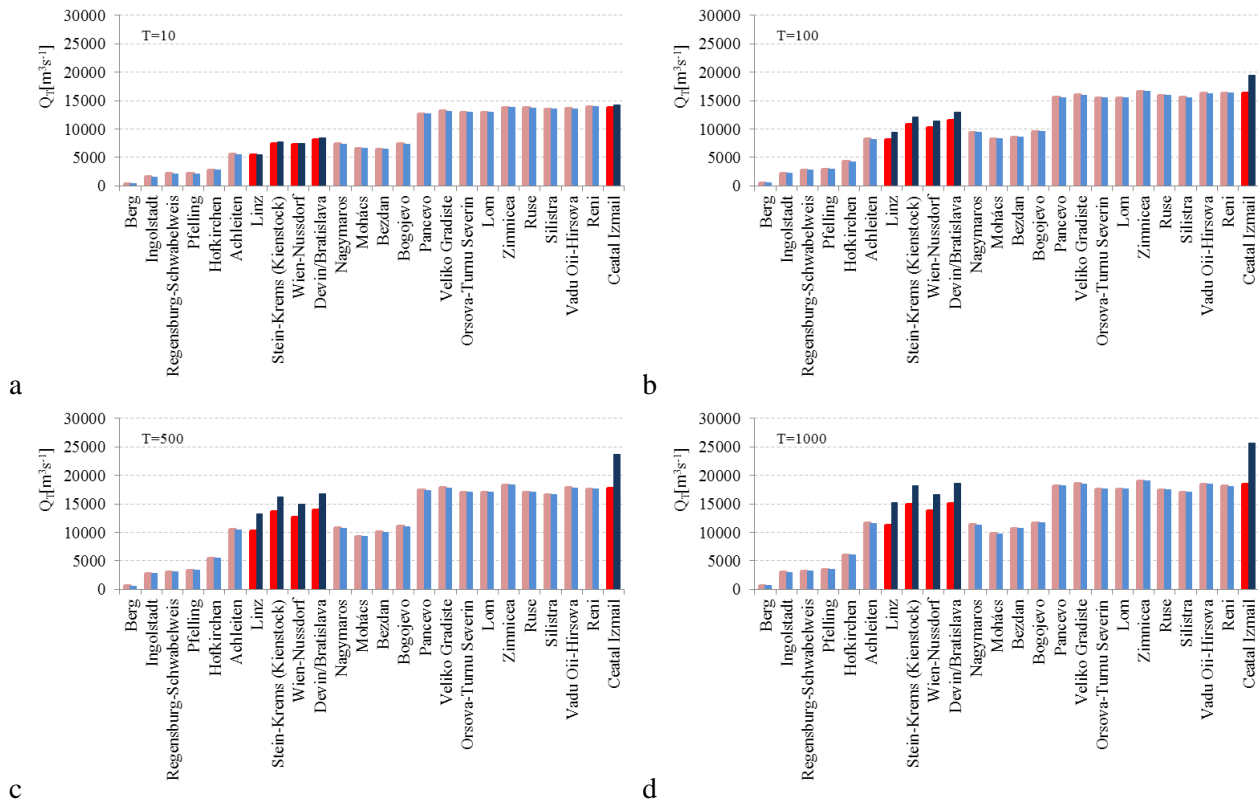 30000
25000
20000
15000
10000
5000
0
Q_T[m³s⁻¹]
T=10
Berg
Ingolstadt
Regensburg-Schwabelweis
Pfelling
Hofkirchen
Achleiten
Linz
Stein-Krems (Kienstock)
Wien-Nussdorf
Devin/Bratislava
Nagymaros
Mohács
Bezdan
Bogojevo
Pancevo
Veliko Gradiste
Orsova-Turnu Severin
Lom
Zimnicea
Ruse
Silistra
Vadu Oii-Hirsova
Reni
Ceatal Izmail
a
30000
25000
20000
15000
10000
5000
0
Q_T[m³s⁻¹]
T=100
Berg
Ingolstadt
Regensburg-Schwabelweis
Pfelling
Hofkirchen
Achleiten
Linz
Stein-Krems (Kienstock)
Wien-Nussdorf
Devin/Bratislava
Nagymaros
Mohács
Bezdan
Bogojevo
Pancevo
Veliko Gradiste
Orsova-Turnu Severin
Lom
Zimnicea
Ruse
Silistra
Vadu Oii-Hirsova
Reni
Ceatal Izmail
b
30000
25000
20000
15000
10000
5000
0
Q_T[m³s⁻¹]
T=500
Berg
Ingolstadt
Regensburg-Schwabelweis
Pfelling
Hofkirchen
Achleiten
Linz
Stein-Krems (Kienstock)
Wien-Nussdorf
Devin/Bratislava
Nagymaros
Mohács
Bezdan
Bogojevo
Pancevo
Veliko Gradiste
Orsova-Turnu Severin
Lom
Zimnicea
Ruse
Silistra
Vadu Oii-Hirsova
Reni
Ceatal Izmail
c
30000
25000
20000
15000
10000
5000
0
Q_T[m³s⁻¹]
T=1000
Berg
Ingolstadt
Regensburg-Schwabelweis
Pfelling
Hofkirchen
Achleiten
Linz
Stein-Krems (Kienstock)
Wien-Nussdorf
Devin/Bratislava
Nagymaros
Mohács
Bezdan
Bogojevo
Pancevo
Veliko Gradiste
Orsova-Turnu Severin
Lom
Zimnicea
Ruse
Silistra
Vadu Oii-Hirsova
Reni
Ceatal Izmail
d